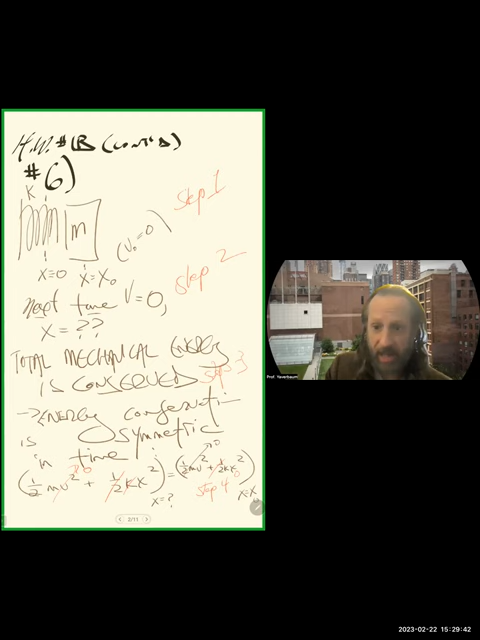 H.W. #1B (CONT'D)
#6)
Step 1
K
m
(v₀=0)
x=0 x=x₀
Step 2
next time v=0,
x=??
TOTAL MECHANICAL ENERGY
IS CONSERVED Step 3
→ ENERGY conservation
is symmetric
in time:
(½mv² + ½kx²) = (½mv² + ½kx²)
Step 4
x=? x=x₀
2/11
Prof. Yaverbaum
2023-02-22 15:29:42